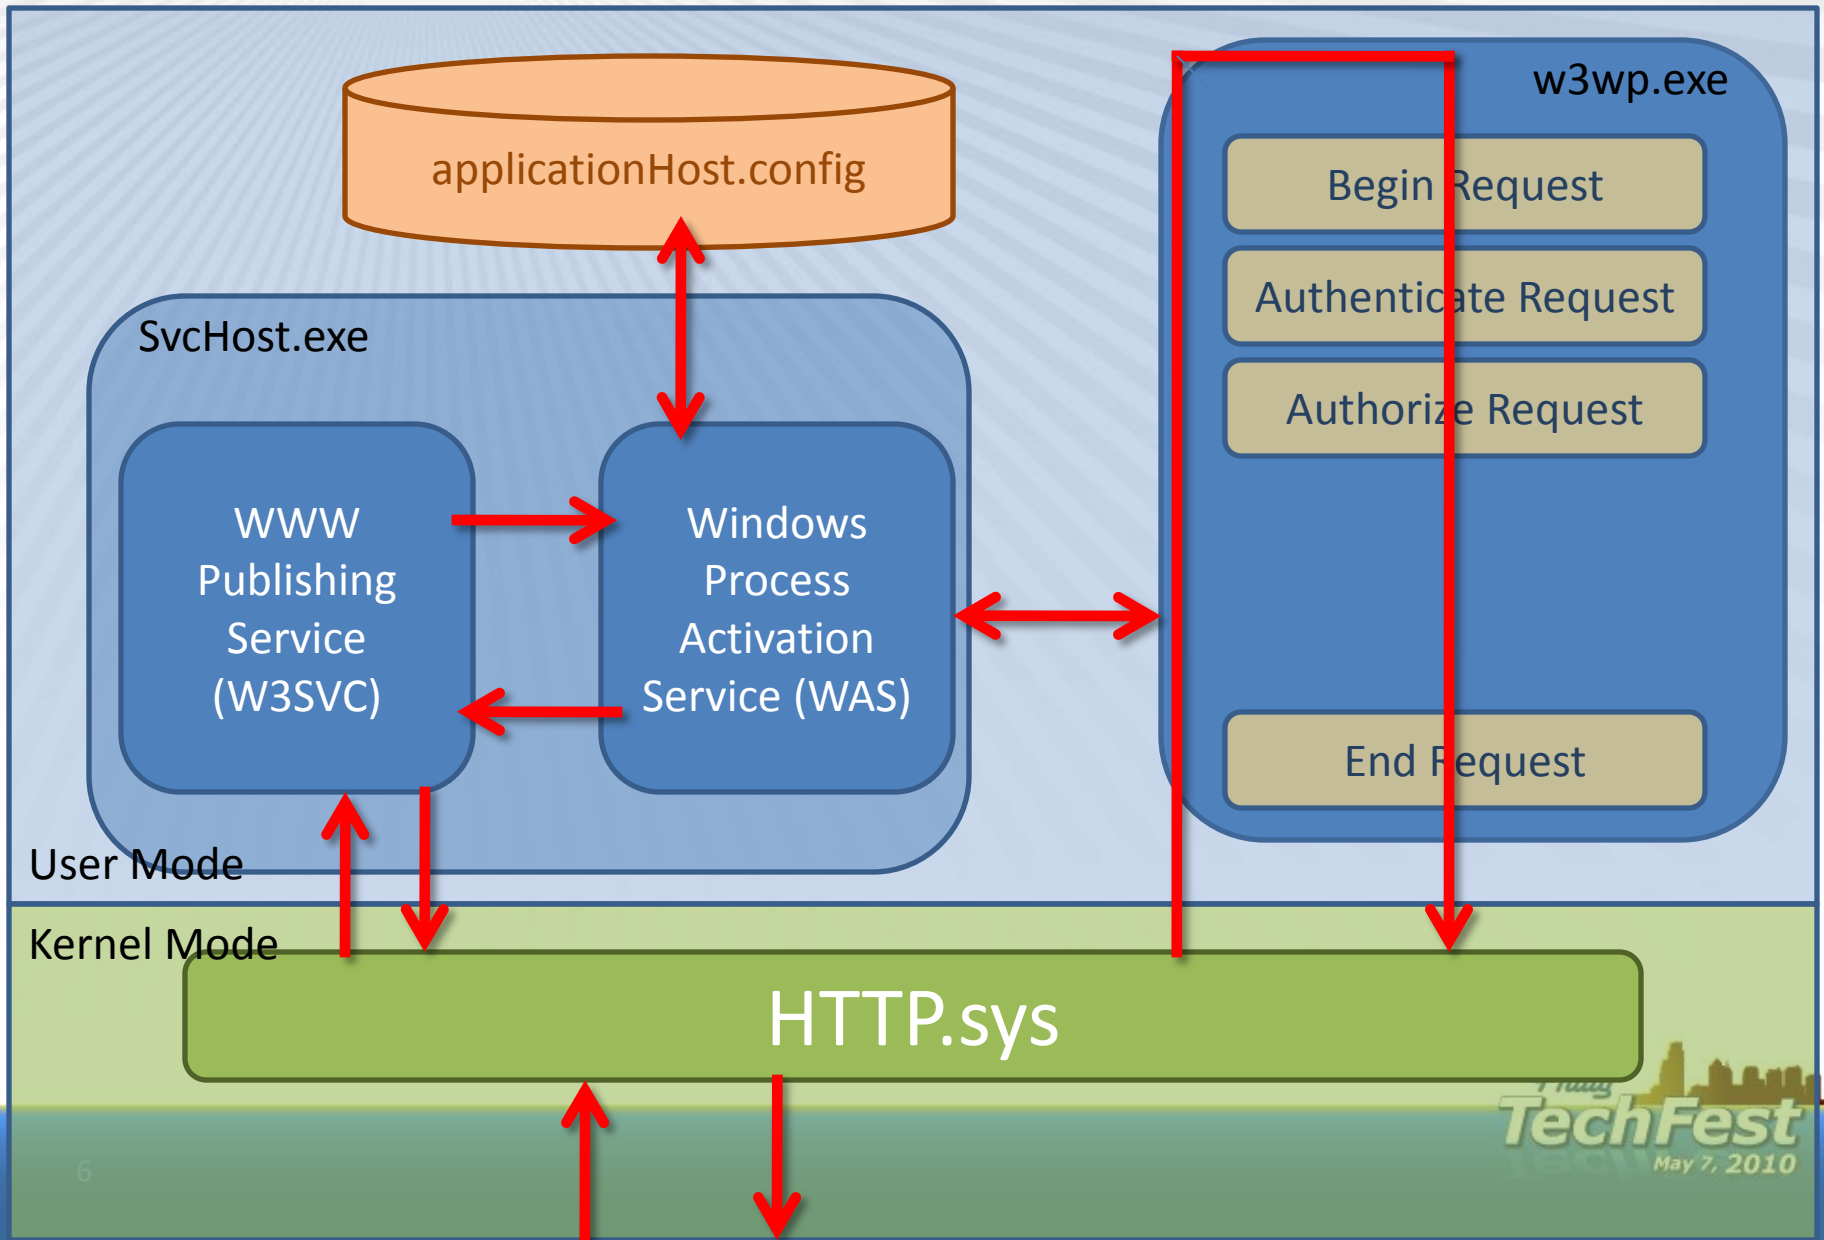 w3wp.exe
applicationHost.config
Begin Request
Authenticate Request
Authorize Request
End Request
SvcHost.exe
WWW
Publishing
Service
(W3SVC)
Windows
Process
Activation
Service (WAS)
User Mode
Kernel Mode
HTTP.sys
TechFest
May 7, 2010
6